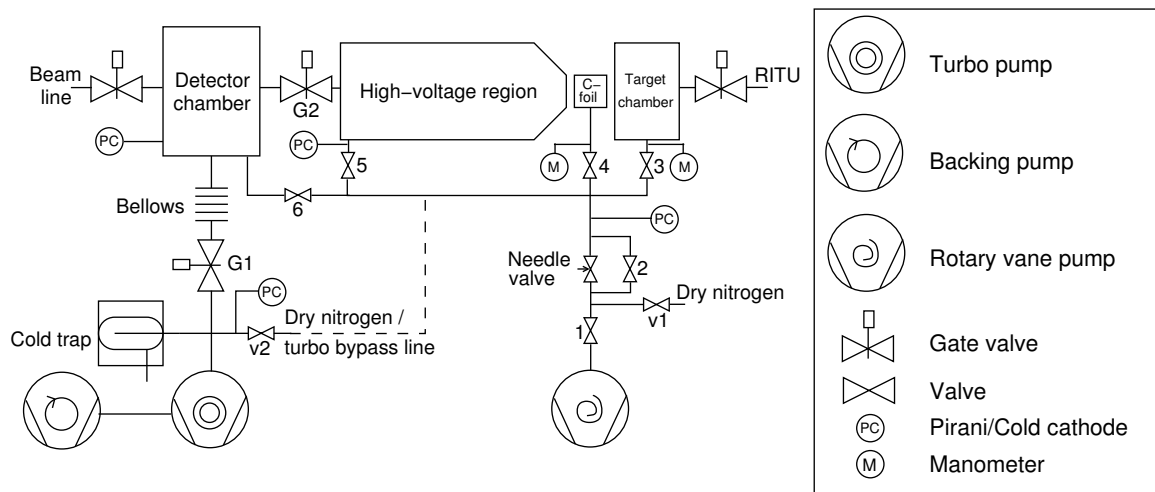 Beam
line
Detector
chamber
G2
High–voltage region
C–
foil
Target
chamber
RITU
PC
PC
5
M
4
3
M
6
Bellows
PC
G1
Needle
valve
2
PC
Dry nitrogen
v1
Cold trap
v2
Dry nitrogen /
turbo bypass line
1
Turbo pump
Backing pump
Rotary vane pump
Gate valve
Valve
PC
Pirani/Cold cathode
M
Manometer